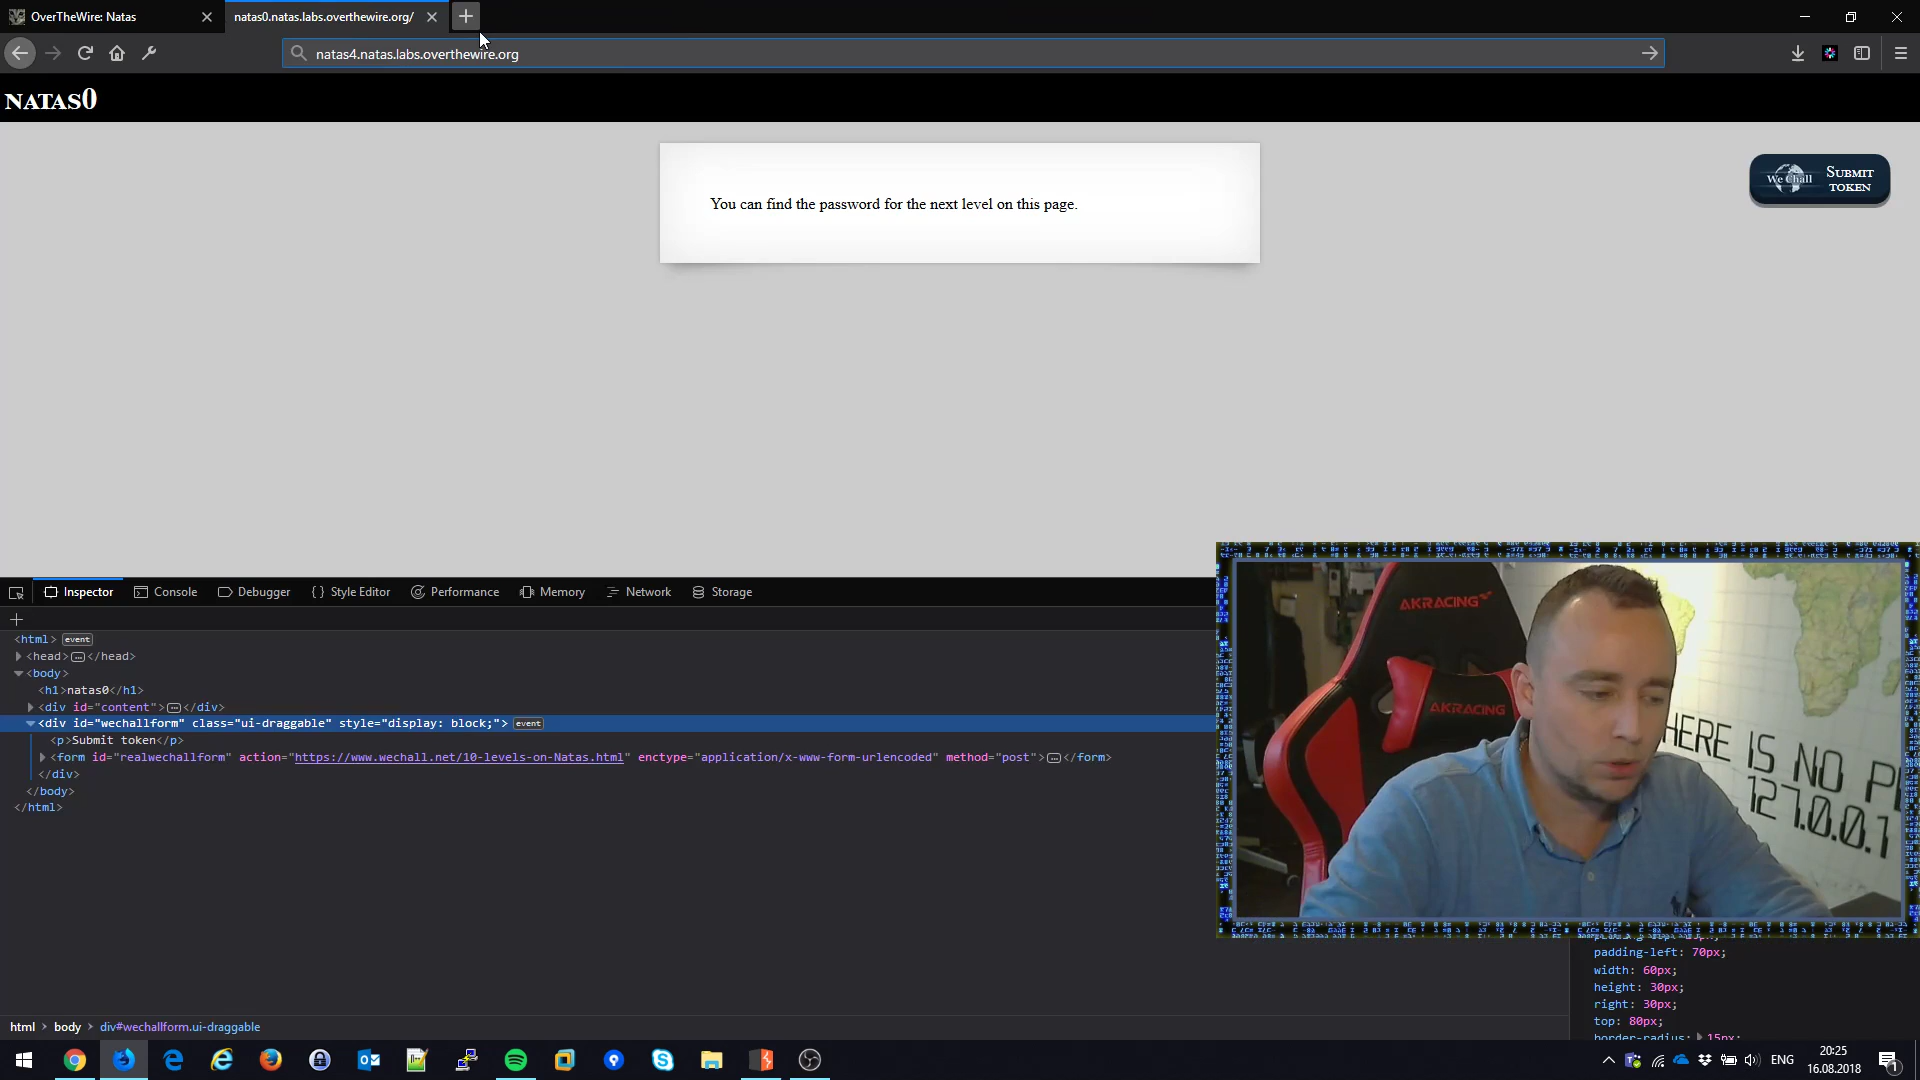 OverTheWire: Natas
natas0.natas.labs.overthewire.org/
natas4.natas.labs.overthewire.org
NATAS0
You can find the password for the next level on this page.
We Chall
SUBMIT
TOKEN
Inspector
Console
Debugger
{ } Style Editor
Performance
Memory
Network
Storage
<html> event
<head></head>
<body>
<h1>natas0</h1>
<div id="content"></div>
<div id="wechallform" class="ui-draggable" style="display: block;"> event
<p>Submit token</p>
<form id="realwechallform" action="https://www.wechall.net/10-levels-on-Natas.html" enctype="application/x-www-form-urlencoded" method="post"></form>
</div>
</body>
</html>
AKRACING
AKRACING
HERE IS NO P
127.0.0.1
padding-left: 70px;
width: 60px;
height: 30px;
right: 30px;
top: 80px;
border-radius: 15px;
html > body > div#wechallform.ui-draggable
ENG
20:25
16.08.2018
1